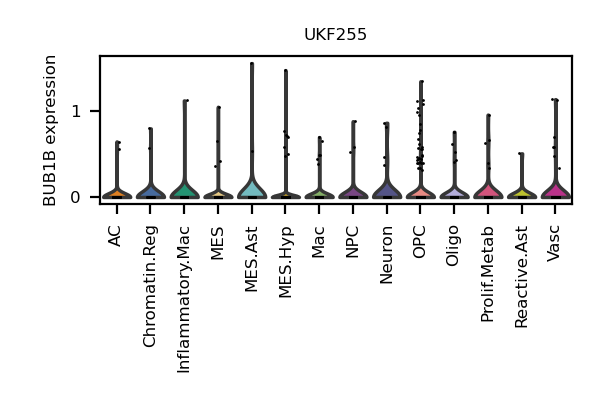 UKF255
BUB1B expression
1
0
AC
Chromatin.Reg
Inflammatory.Mac
MES
MES.Ast
MES.Hyp
Mac
NPC
Neuron
OPC
Oligo
Prolif.Metab
Reactive.Ast
Vasc